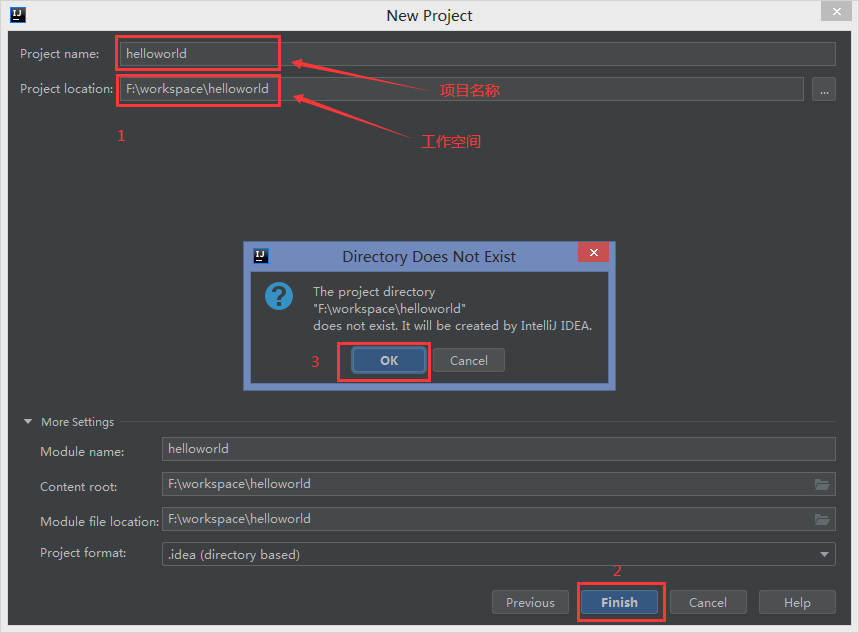 New Project
Project name: helloworld
项目名称
Project location: F:\workspace\helloworld ...
工作空间
1
Directory Does Not Exist
The project directory
"F:\workspace\helloworld"
does not exist. It will be created by IntelliJ IDEA.
3 OK Cancel
More Settings
Module name: helloworld
Content root: F:\workspace\helloworld
Module file location: F:\workspace\helloworld
Project format: .idea (directory based)
2
Previous Finish Cancel Help